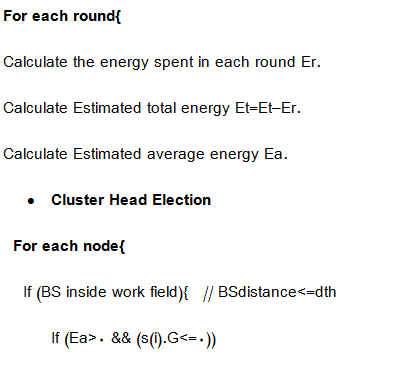 For each round{
Calculate the energy spent in each round Er.
Calculate Estimated total energy Et=Et–Er.
Calculate Estimated average energy Ea.
• Cluster Head Election
For each node{
If (BS inside work field){ // BSdistance<=dth
If (Ea>· && (s(i).G<=·))